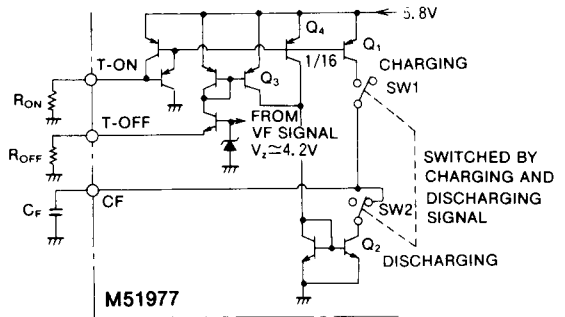 5.8V
Q4
Q1
T-ON
1/16
CHARGING
Q3
SW1
RON
T-OFF
FROM
VF SIGNAL
Vz≃4.2V
ROFF
SWITCHED BY
CHARGING AND
DISCHARGING
SIGNAL
CF
SW2
CF
Q2
DISCHARGING
M51977